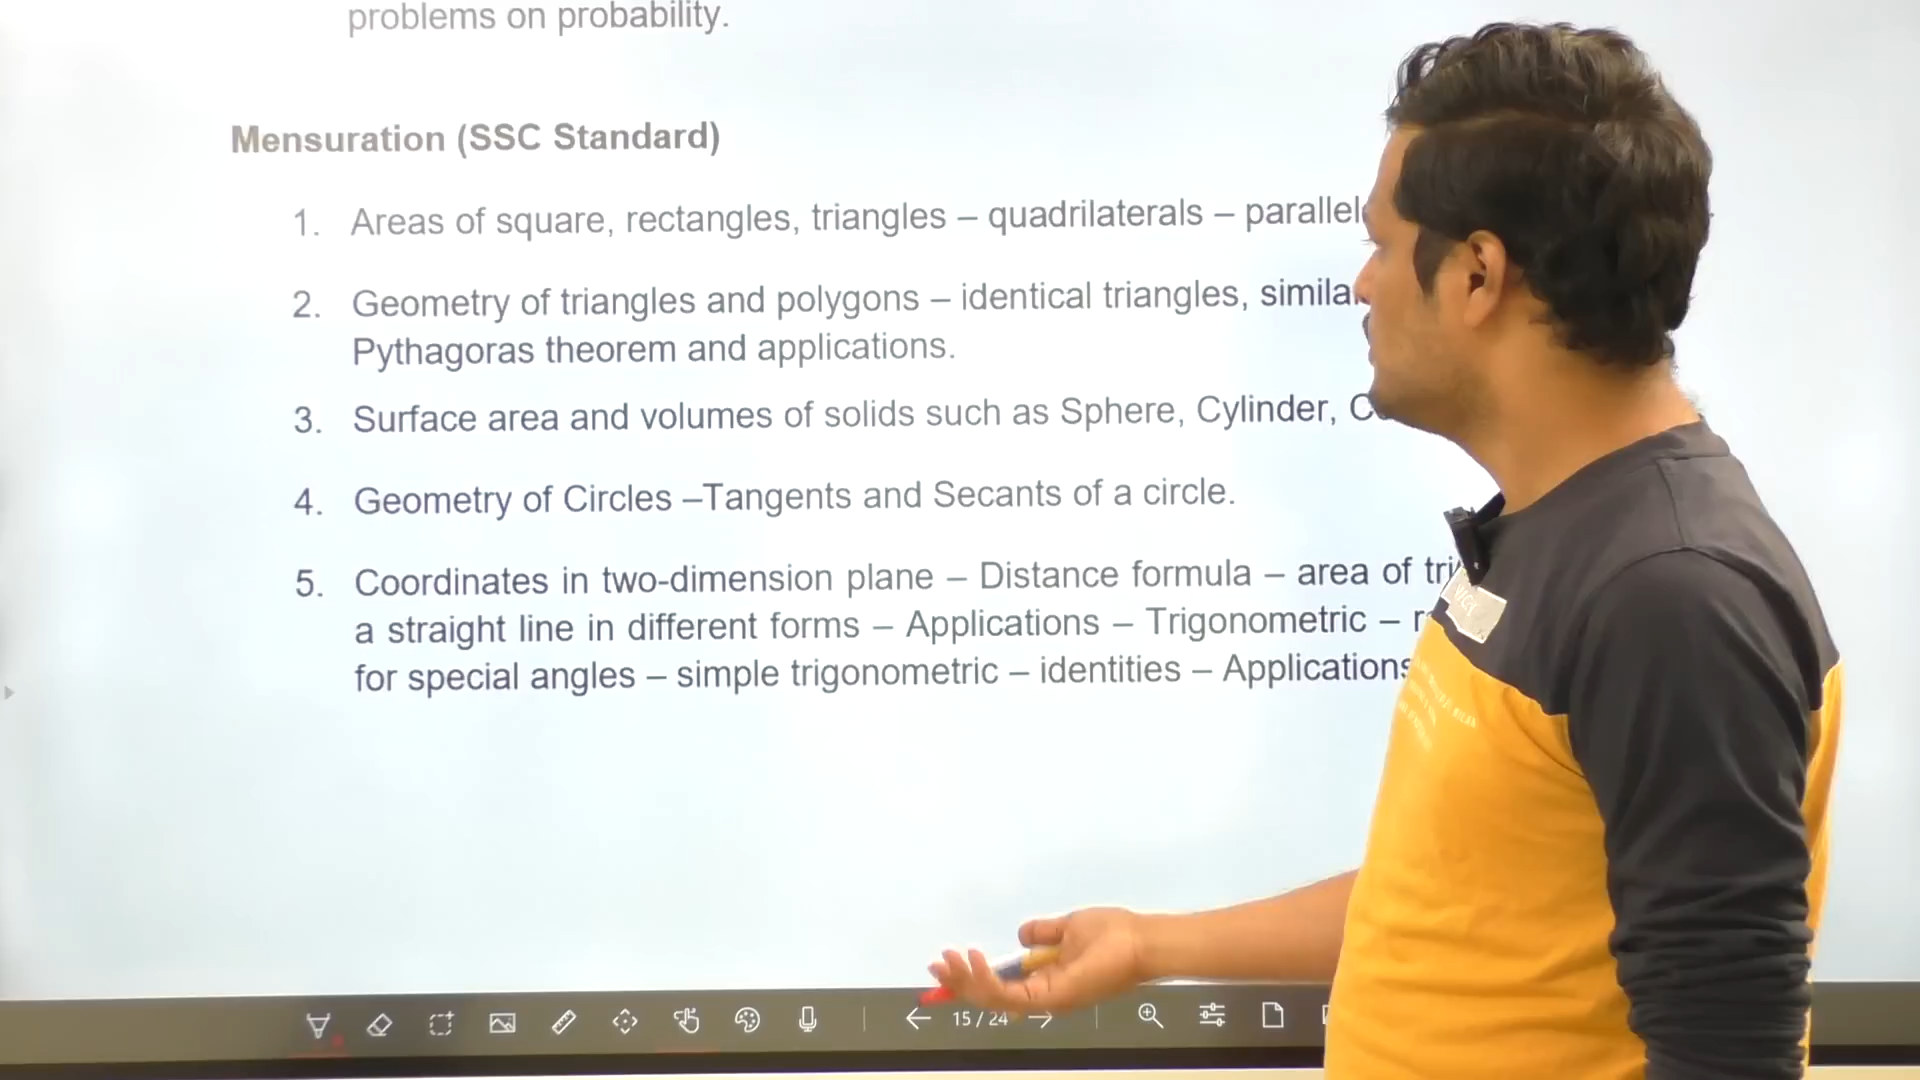 problems on probability.
Mensuration (SSC Standard)
1. Areas of square, rectangles, triangles – quadrilaterals –
2. Geometry of triangles and polygons – identical triangles,
Pythagoras theorem and applications.
3. Surface area and volumes of solids such as Sphere, Cylinder,
4. Geometry of Circles –Tangents and Secants of a circle.
5. Coordinates in two-dimension plane – Distance formula – area of
a straight line in different forms – Applications – Trigonometric –
for special angles – simple trigonometric – identities – Applications
15 / 24